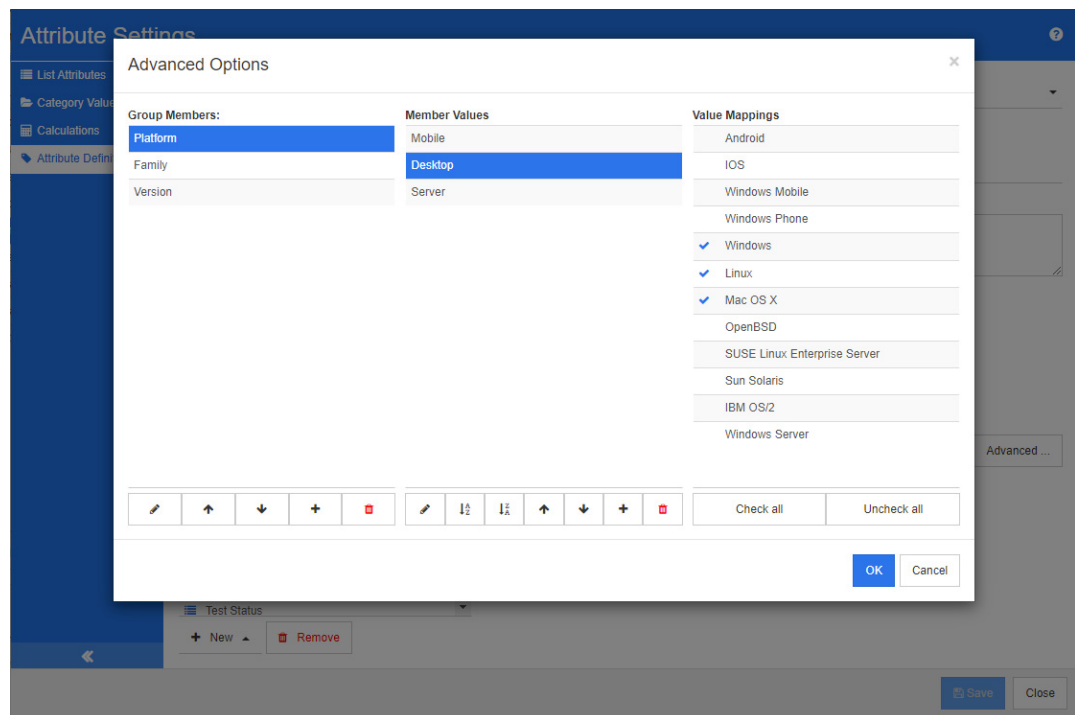 Attribute Settings
List Attributes
Category Value
Calculations
Attribute Defini
Advanced Options
×
Group Members:
Platform
Family
Version
Member Values
Mobile
Desktop
Server
Value Mappings
Android
IOS
Windows Mobile
Windows Phone
Windows
Linux
Mac OS X
OpenBSD
SUSE Linux Enterprise Server
Sun Solaris
IBM OS/2
Windows Server
Check all
Uncheck all
OK
Cancel
Advanced ...
Test Status
+ New
Remove
Save
Close